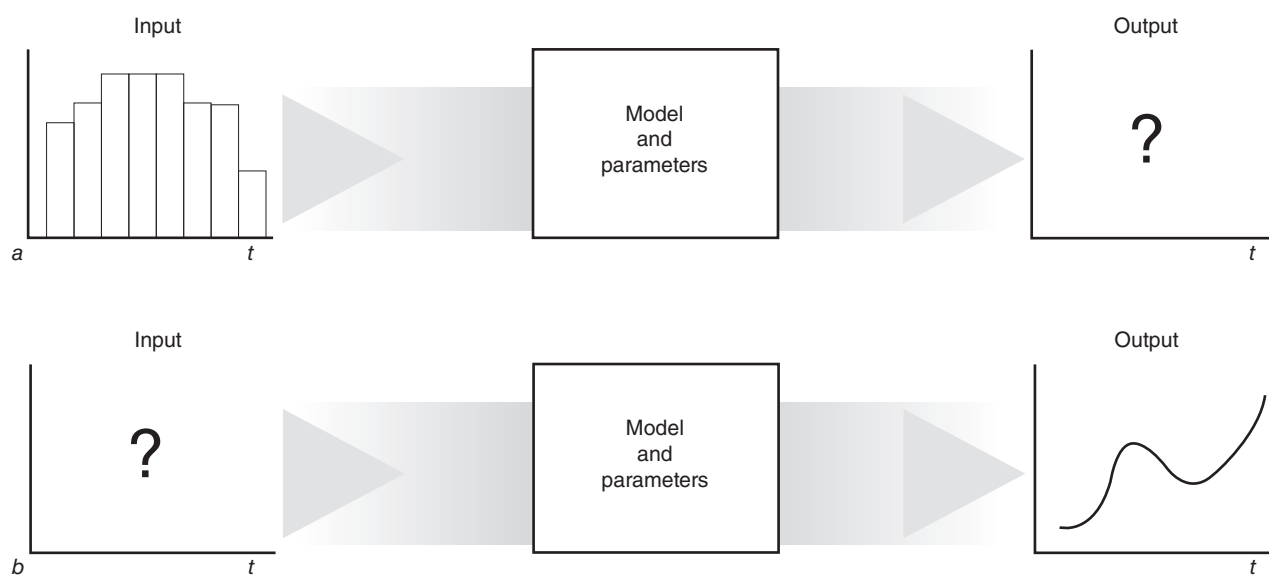 Input
Output
Model
and
parameters
?
a
t
t
Input
Output
?
Model
and
parameters
b
t
t